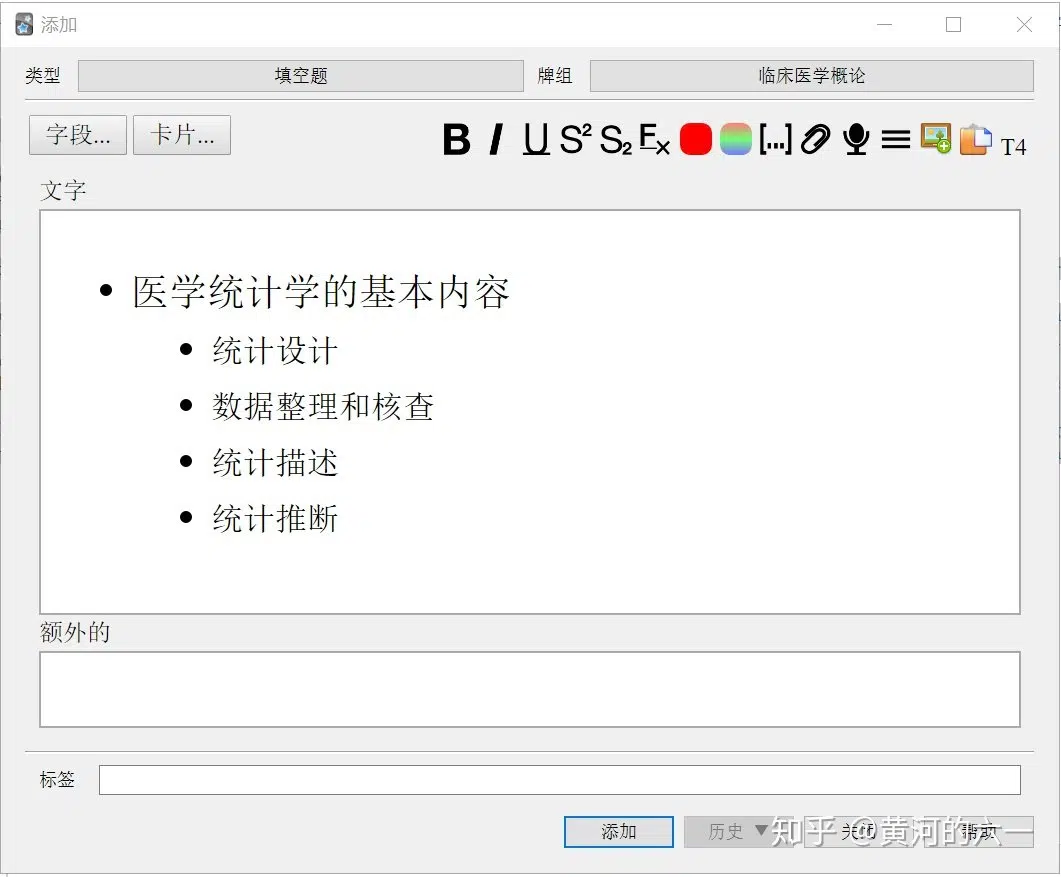 添加
类型 填空题 牌组 临床医学概论
字段... 卡片... B I U S² S₂ Ex [...] T4
文字
医学统计学的基本内容
统计设计
数据整理和核查
统计描述
统计推断
额外的
标签
添加 历史 ▼ 关闭 帮助
知乎 @黄河的六一